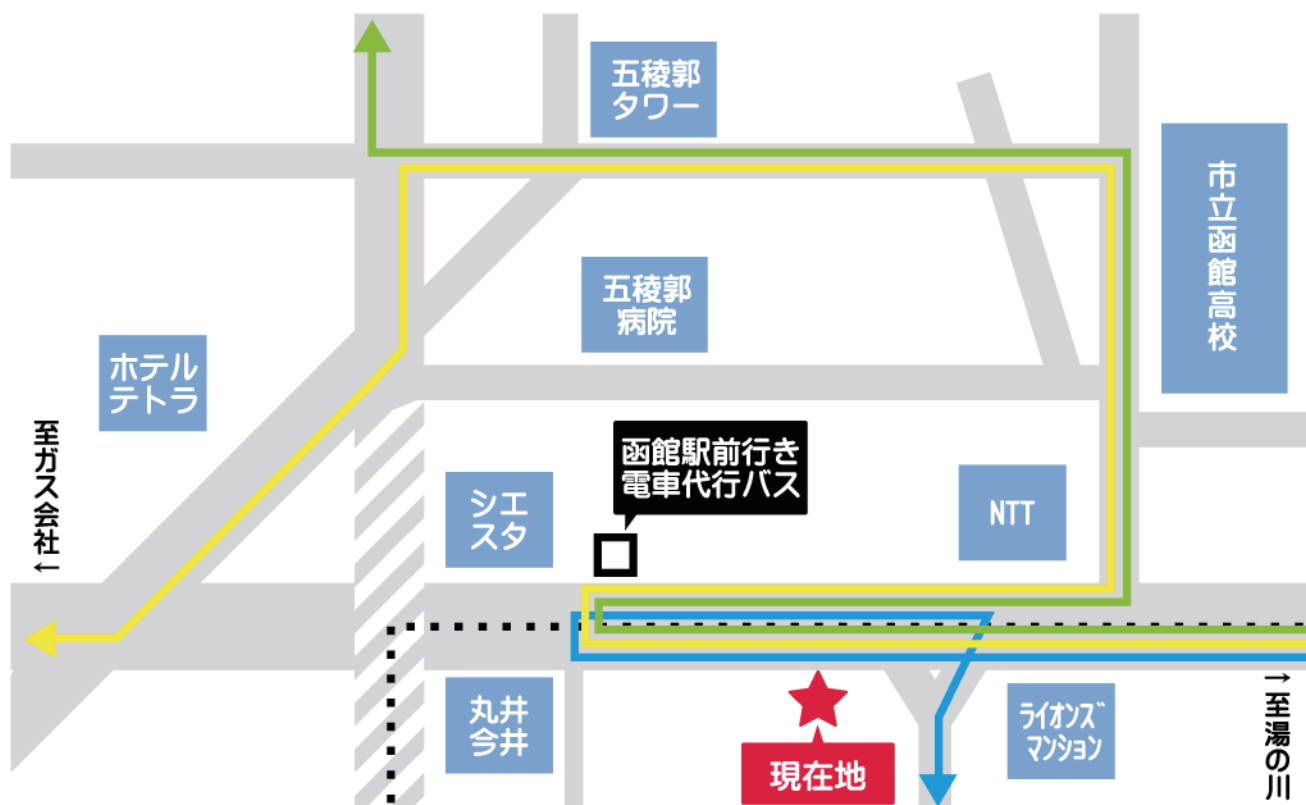 五稜郭
タワー
市立函館高校
五稜郭
病院
ホテル
テトラ
至ガス会社←
函館駅前行き
電車代行バス
シエ
スタ
NTT
丸井
今井
現在地
ライオンズ
マンション
→至湯の川